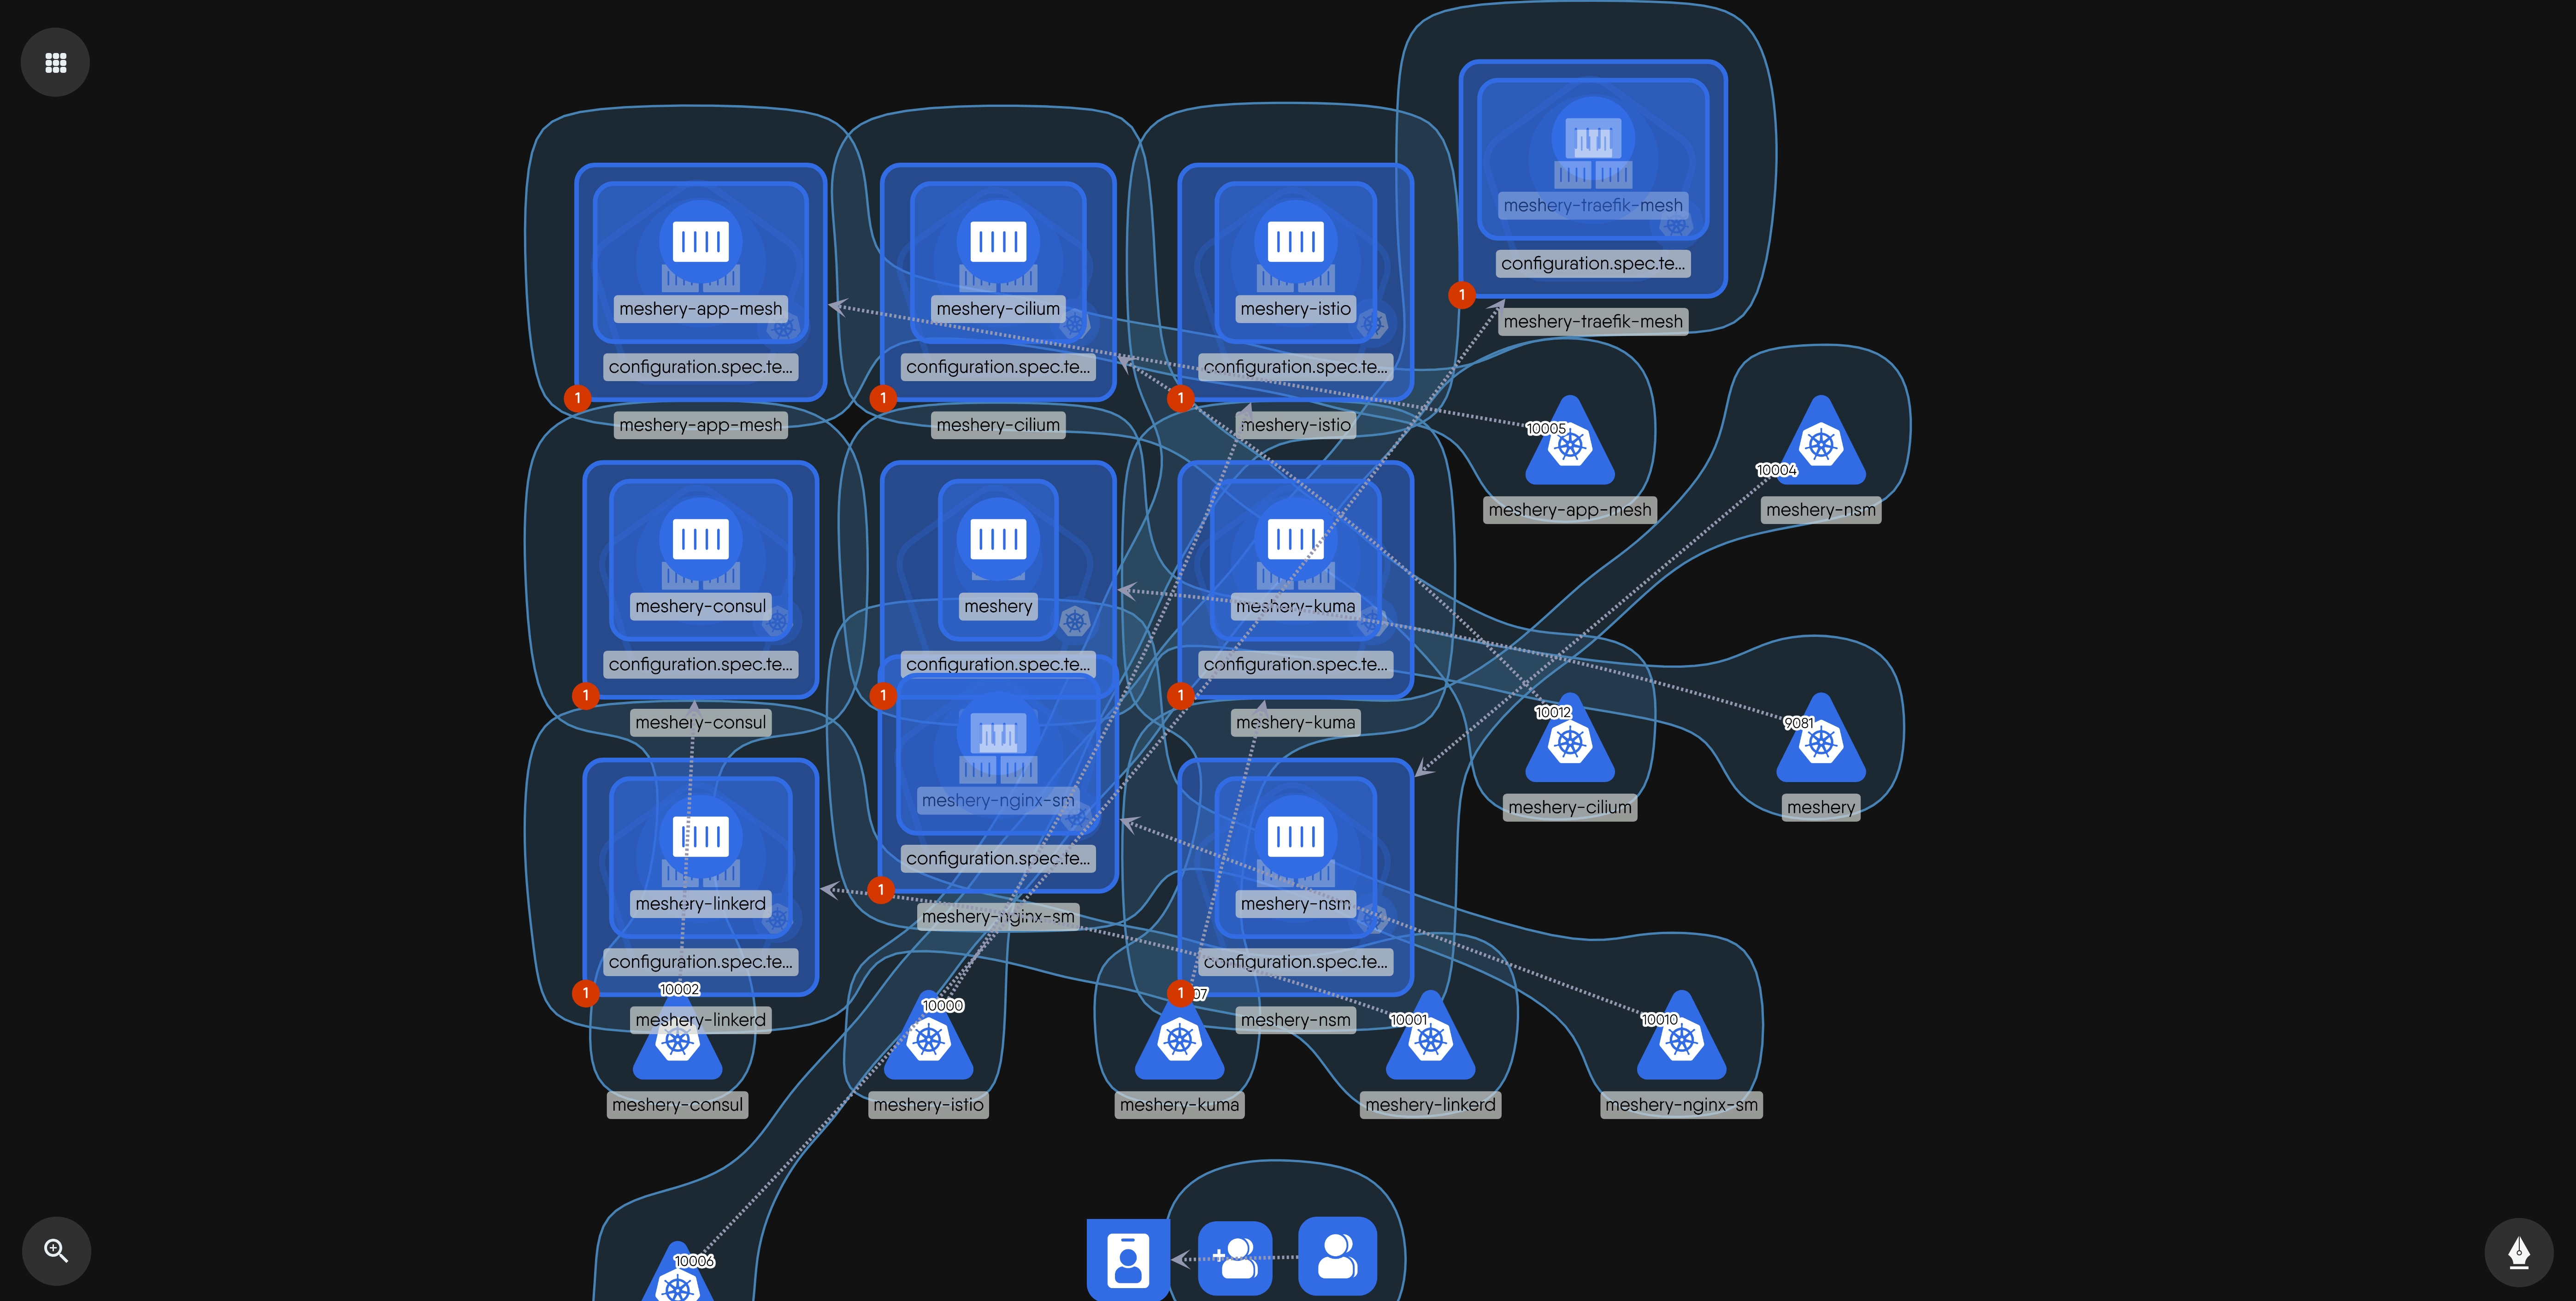 meshery-traefik-mesh
configuration.spec.te...
1
meshery-traefik-mesh
meshery-app-mesh
configuration.spec.te...
1
meshery-app-mesh
meshery-cilium
configuration.spec.te...
1
meshery-cilium
meshery-istio
configuration.spec.te...
1
meshery-istio
10005
meshery-app-mesh
10004
meshery-nsm
meshery-consul
configuration.spec.te...
1
meshery-consul
meshery
configuration.spec.te...
1
meshery-kuma
configuration.spec.te...
1
meshery-kuma
10012
meshery-cilium
9081
meshery
meshery-nginx-sm
configuration.spec.te...
1
meshery-nginx-sm
meshery-linkerd
configuration.spec.te...
1
meshery-linkerd
meshery-nsm
configuration.spec.te...
1
meshery-nsm
10002
meshery-consul
10000
meshery-istio
07
meshery-kuma
10001
meshery-linkerd
10010
meshery-nginx-sm
10006